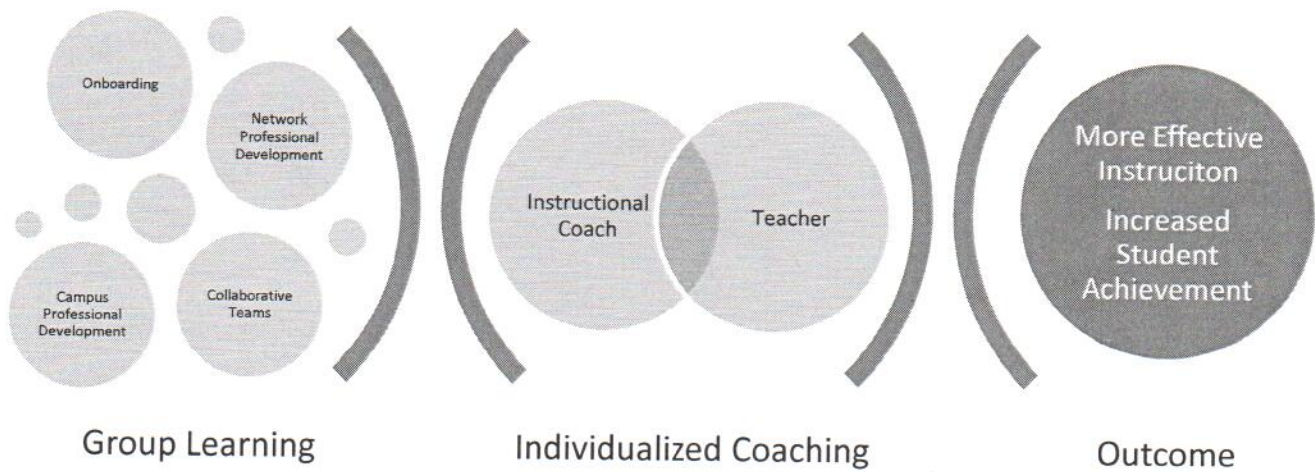 Onboarding
Network
Professional
Development
Campus
Professional
Development
Collaborative
Teams
Instructional
Coach
Teacher
More Effective
Instruciton
Increased
Student
Achievement
Group Learning
Individualized Coaching
Outcome